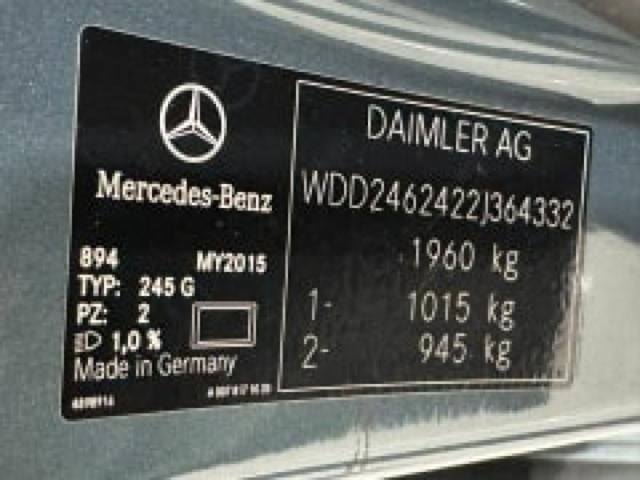 Mercedes-Benz
894 MY2015
TYP: 245 G
PZ: 2
1,0 %
Made in Germany
DAIMLER AG
WDD2462422J364332
1960 kg
1- 1015 kg
2- 945 kg